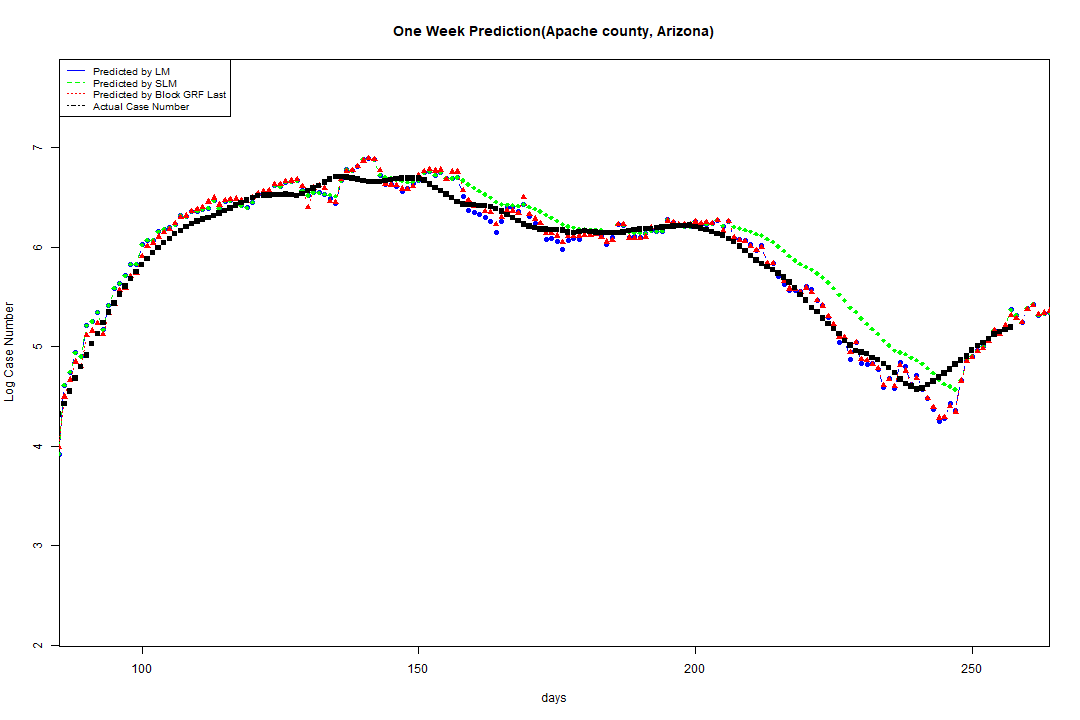 One Week Prediction(Apache county, Arizona)
Predicted by LM
Predicted by SLM
Predicted by Block GRF Last
Actual Case Number
Log Case Number
7
6
5
4
3
2
100
150
200
250
days